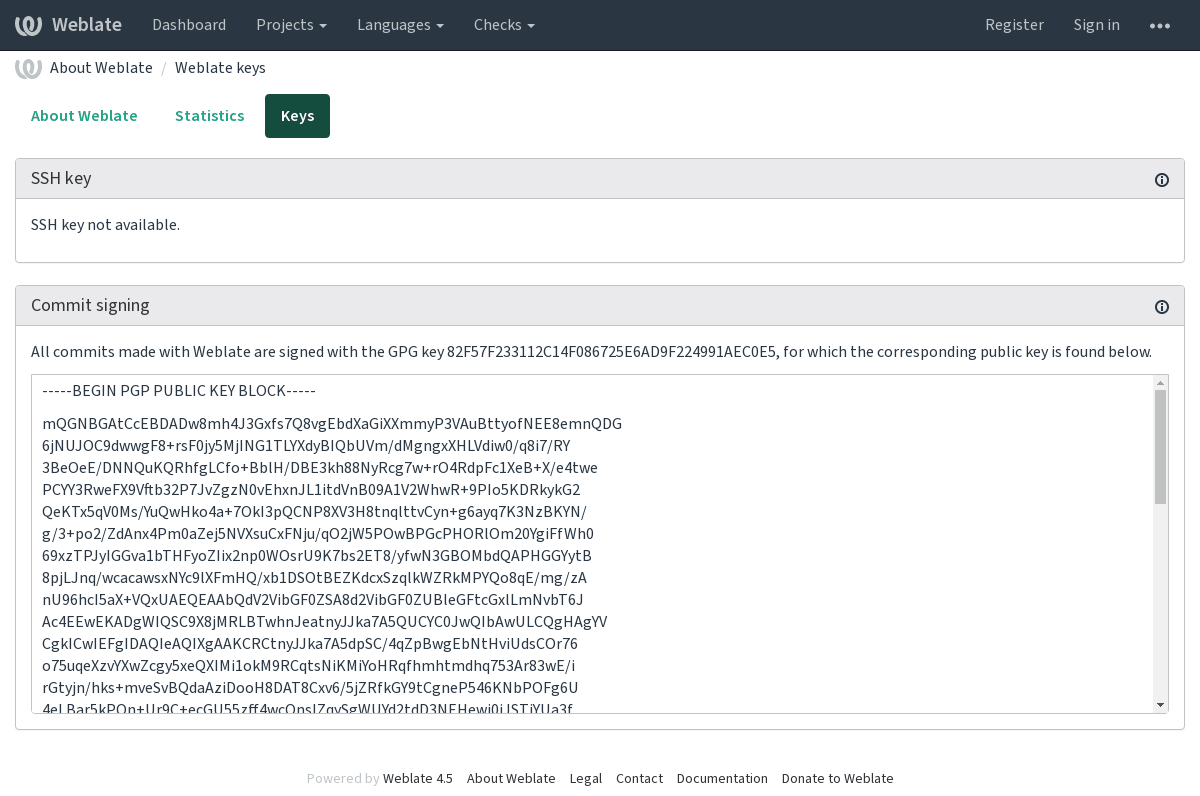 Weblate Dashboard Projects Languages Checks Register Sign in
About Weblate / Weblate keys
About Weblate Statistics Keys
SSH key
SSH key not available.
Commit signing
All commits made with Weblate are signed with the GPG key 82F57F233112C14F086725E6AD9F224991AEC0E5, for which the corresponding public key is found below.
-----BEGIN PGP PUBLIC KEY BLOCK-----
mQGNBGAtCcEBDADw8mh4J3Gxfs7Q8vgEbdXaGiXXmmyP3VAuBttyofNEE8emnQDG
6jNUJOC9dwwgF8+rsF0jy5MjING1TLYXdyBIQbUVm/dMgngxXHLVdiw0/q8i7/RY
3BeOeE/DNNQuKQRhfgLCfo+BblH/DBE3kh88NyRcg7w+rO4RdpFc1XeB+X/e4twe
PCYY3RweFX9Vftb32P7JvZgzN0vEhxnJL1itdVnB09A1V2WhwR+9PIo5KDRkykG2
QeKTx5qV0Ms/YuQwHko4a+7OkI3pQCNP8XV3H8tnqlttvCyn+g6ayq7K3NzBKYN/
g/3+po2/ZdAnx4Pm0aZej5NVXsuCxFNju/qO2jW5POwBPGcPHORlOm20YgiFfWh0
69xzTPJyIGGva1bTHFyoZIix2np0WOsrU9K7bs2ET8/yfwN3GBOMbdQAPHGGYytB
8pjLJnq/wcacawsxNYc9lXFmHQ/xb1DSOtBEZKdcxSzqlkWZRkMPYQo8qE/mg/zA
nU96hcI5aX+VQxUAEQEAAbQdV2VibGF0ZSA8d2VibGF0ZUBleGFtcGxlLmNvbT6J
Ac4EEwEKADgWIQSC9X8jMRLBTwhnJeatnyJJka7A5QUCYC0JwQIbAwULCQgHAgYV
CgkICwIEFgIDAQIeAQIXgAAKCRCtnyJJka7A5dpSC/4qZpBwgEbNtHviUdsCOr76
o75uqeXzvYXwZcgy5xeQXIMi1okM9RCqtsNiKMiYoHRqfhmhtmdhq753Ar83wE/i
rGtyjn/hks+mveSvBQdaAziDooH8DAT8Cxv6/5jZRfkGY9tCgneP546KNbPOFg6U
4eLBar5kPOn+Ur9C+ecGU55zff4wcOnsIZqvSgWUYd2tdD3NEHewi0iJSTiYUa3f
Powered by Weblate 4.5 About Weblate Legal Contact Documentation Donate to Weblate